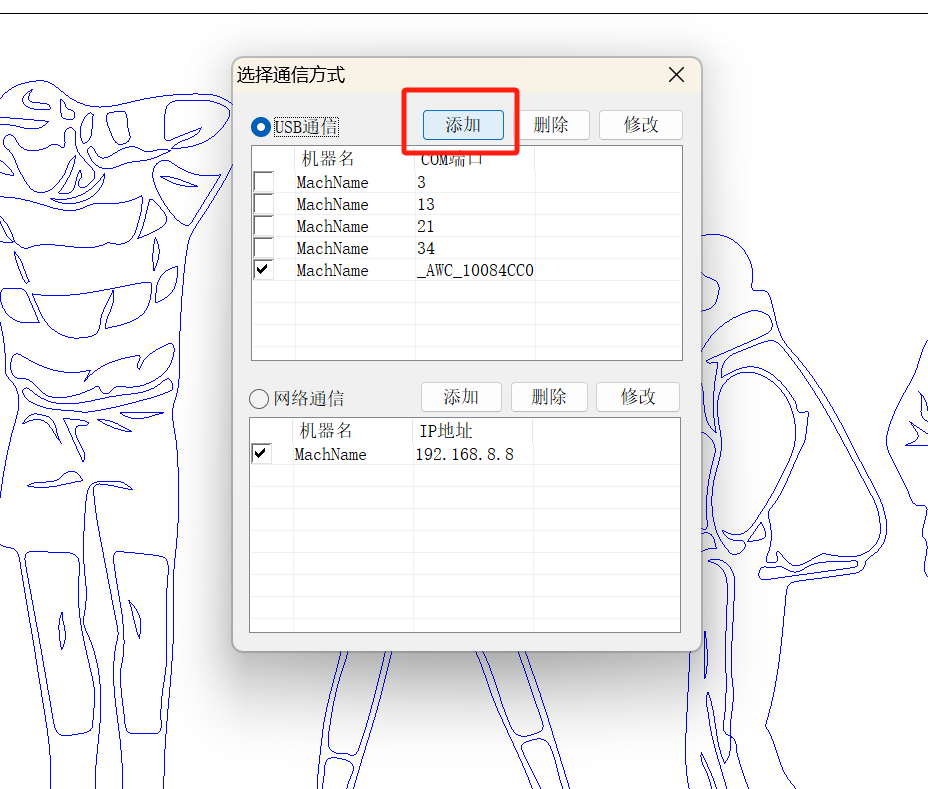 选择通信方式
USB通信 添加 删除 修改
机器名 COM端口
MachName 3
MachName 13
MachName 21
MachName 34
MachName _AWC_10084CC0
网络通信 添加 删除 修改
机器名 IP地址
MachName 192.168.8.8